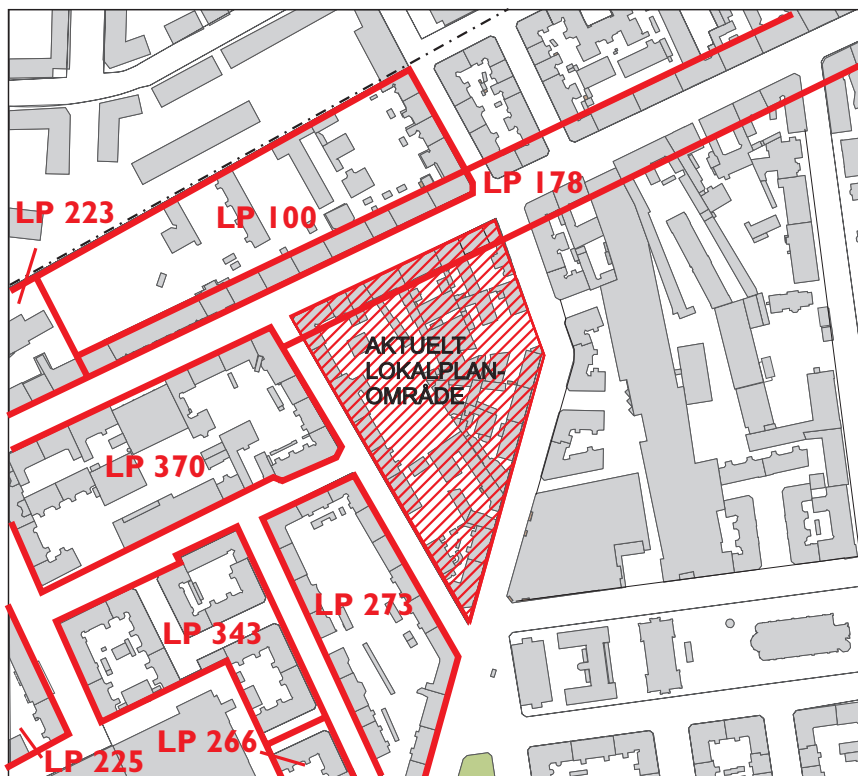 LP 178
LP 223
LP 100
AKTUELT
LOKALPLAN-
OMRÅDE
LP 370
LP 273
LP 343
LP 266
LP 225